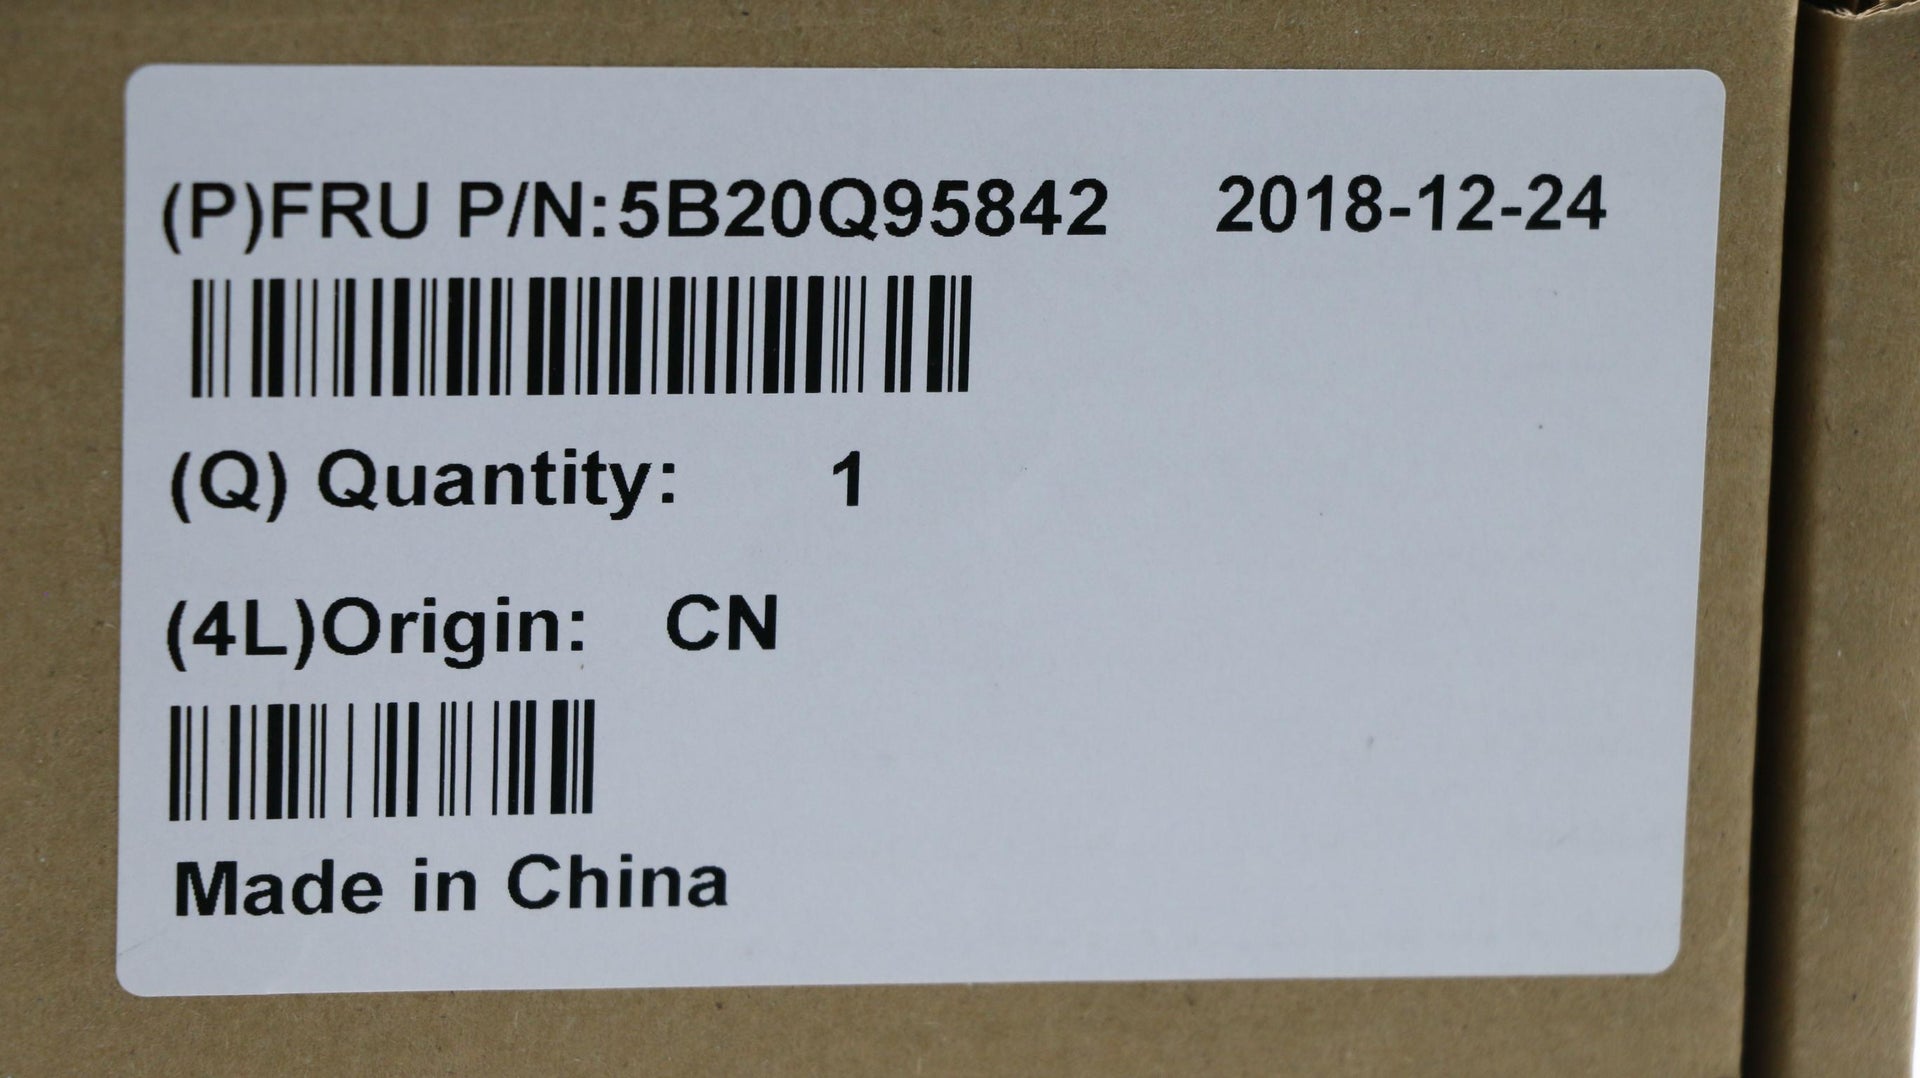 (P)FRU P/N:5B20Q95842 2018-12-24
(Q) Quantity: 1
(4L)Origin: CN
Made in China